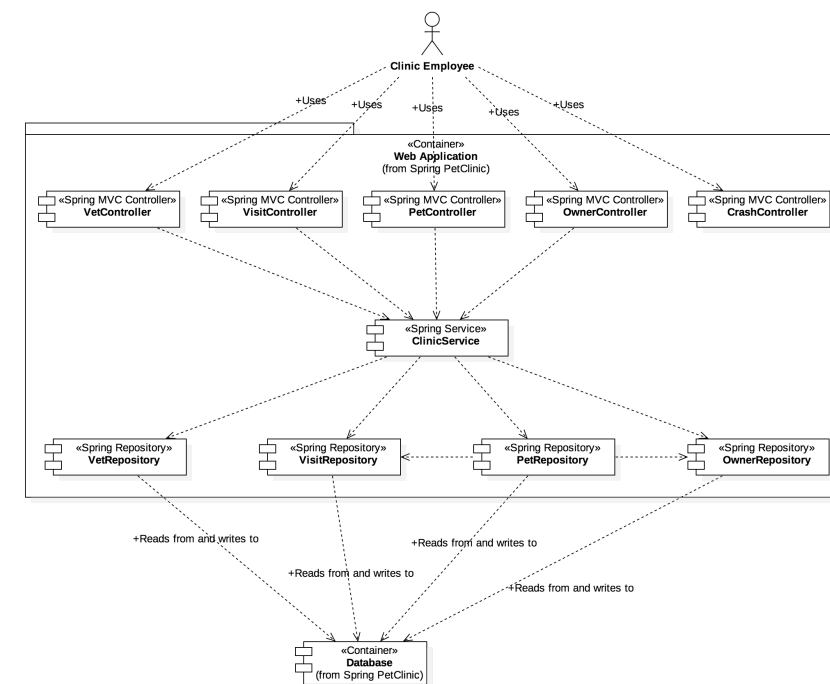 Clinic Employee
+Uses
+Uses
+Uses
+Uses
+Uses
«Container»
Web Application
(from Spring PetClinic)
«Spring MVC Controller»
VetController
«Spring MVC Controller»
VisitController
«Spring MVC Controller»
PetController
«Spring MVC Controller»
OwnerController
«Spring MVC Controller»
CrashController
«Spring Service»
ClinicService
«Spring Repository»
VetRepository
«Spring Repository»
VisitRepository
«Spring Repository»
PetRepository
«Spring Repository»
OwnerRepository
+Reads from and writes to
+Reads from and writes to
+Reads from and writes to
+Reads from and writes to
«Container»
Database
(from Spring PetClinic)